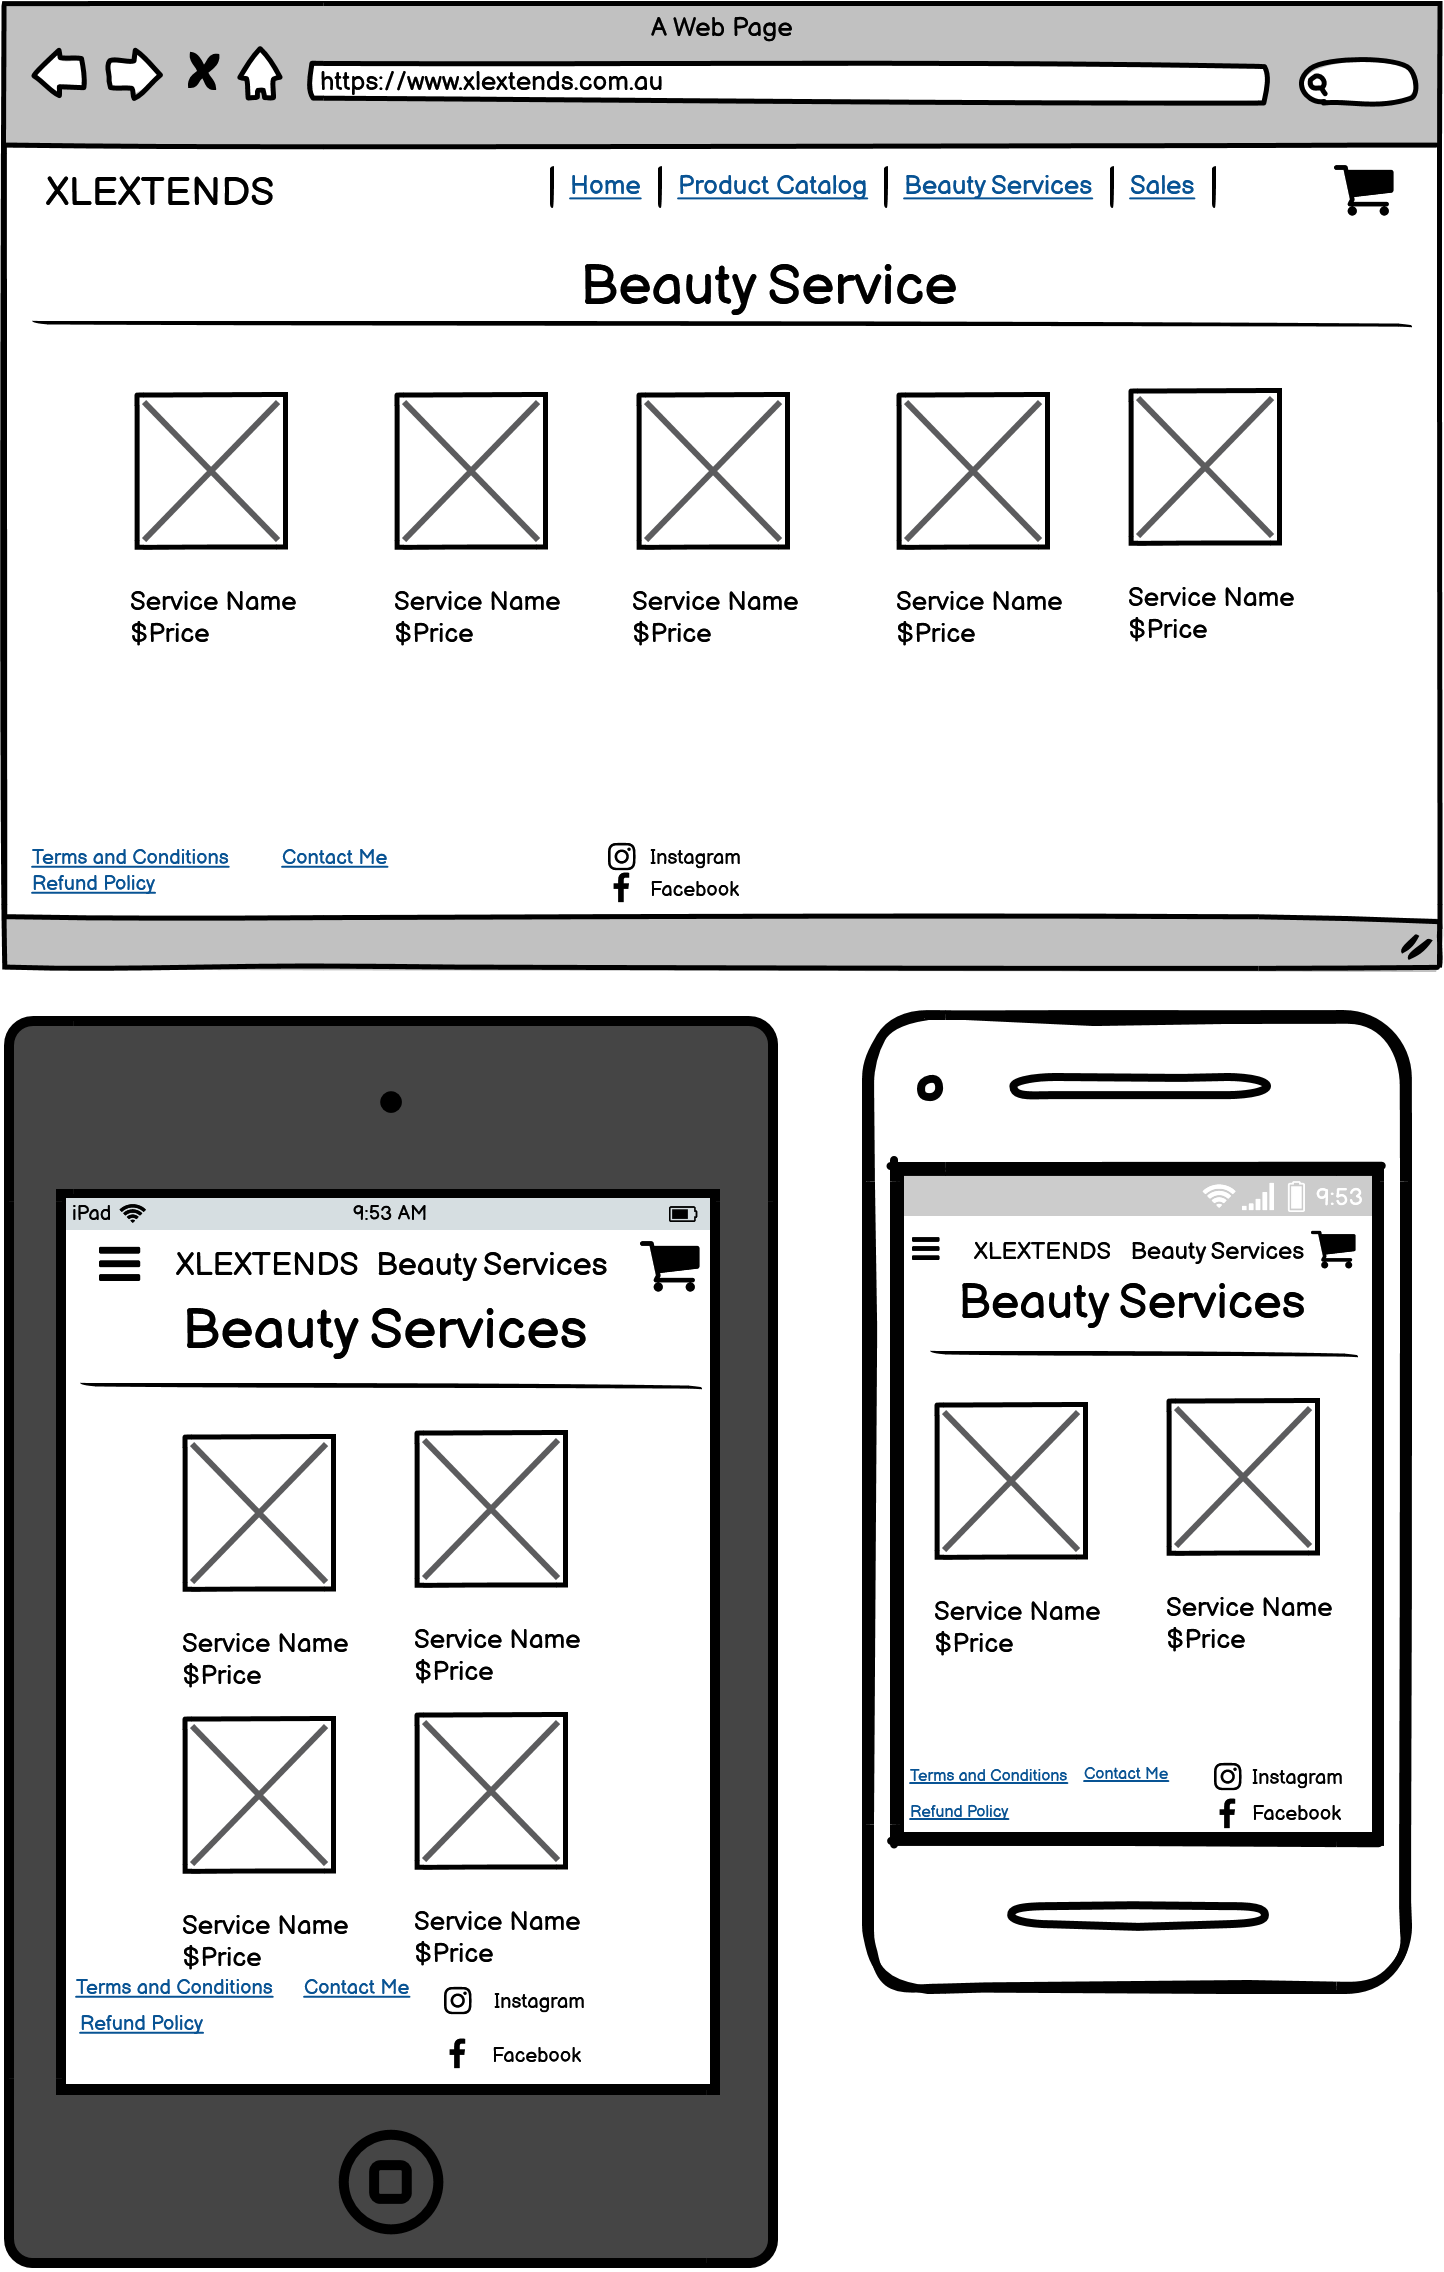 A Web Page
https://www.xlextends.com.au
XLEXTENDS
Home
Product Catalog
Beauty Services
Sales
Beauty Service
Service Name
$Price
Service Name
$Price
Service Name
$Price
Service Name
$Price
Service Name
$Price
Terms and Conditions
Refund Policy
Contact Me
Instagram
Facebook
iPad
9:53 AM
XLEXTENDS
Beauty Services
Beauty Services
Service Name
$Price
Service Name
$Price
Service Name
$Price
Service Name
$Price
Terms and Conditions
Refund Policy
Contact Me
Instagram
Facebook
9:53
XLEXTENDS
Beauty Services
Beauty Services
Service Name
$Price
Service Name
$Price
Terms and Conditions
Contact Me
Refund Policy
Instagram
Facebook